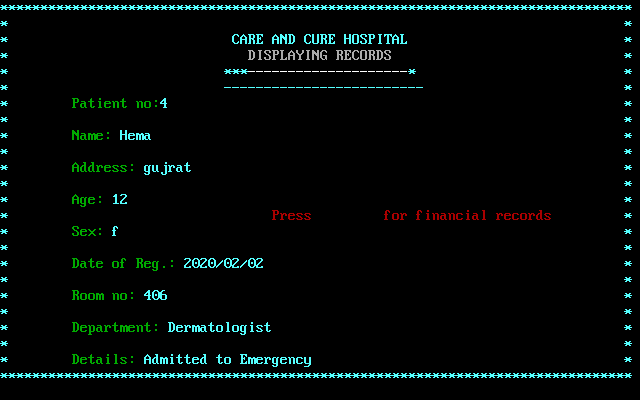 *******************************************************************************
CARE AND CURE HOSPITAL
DISPLAYING RECORDS
***--------------------*
-------------------------
Patient no:4
Name: Hema
Address: gujrat
Age: 12
Press for financial records
Sex: f
Date of Reg.: 2020/02/02
Room no: 406
Department: Dermatologist
Details: Admitted to Emergency
*******************************************************************************